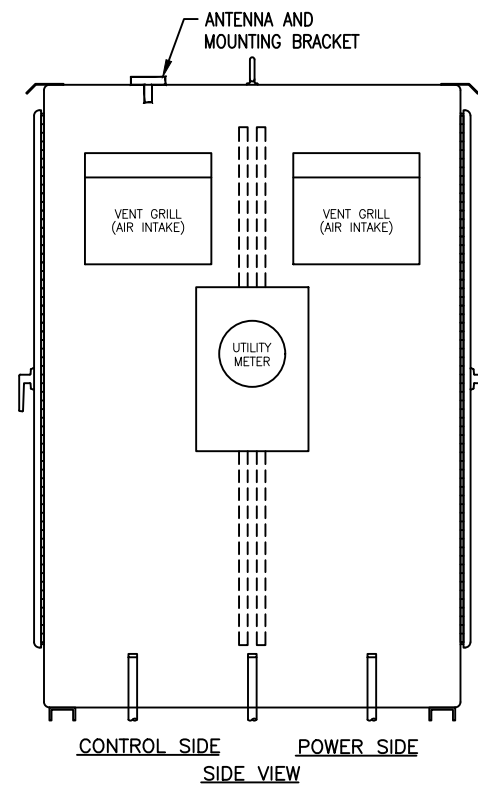 ANTENNA AND
MOUNTING BRACKET
VENT GRILL
(AIR INTAKE)
VENT GRILL
(AIR INTAKE)
UTILITY
METER
CONTROL SIDE
POWER SIDE
SIDE VIEW